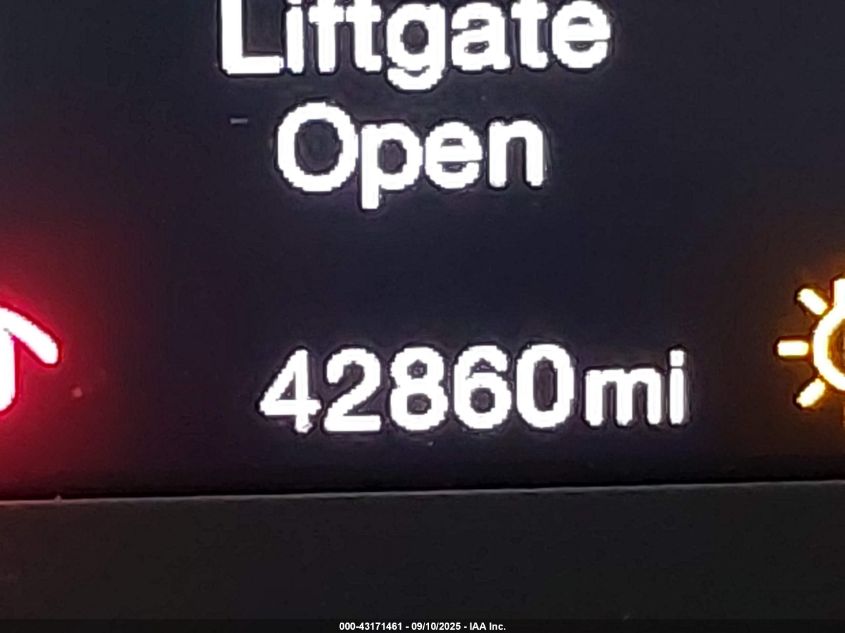 Liftgate
Open
42860mi
000-43171461 - 09/10/2025 - IAA Inc.